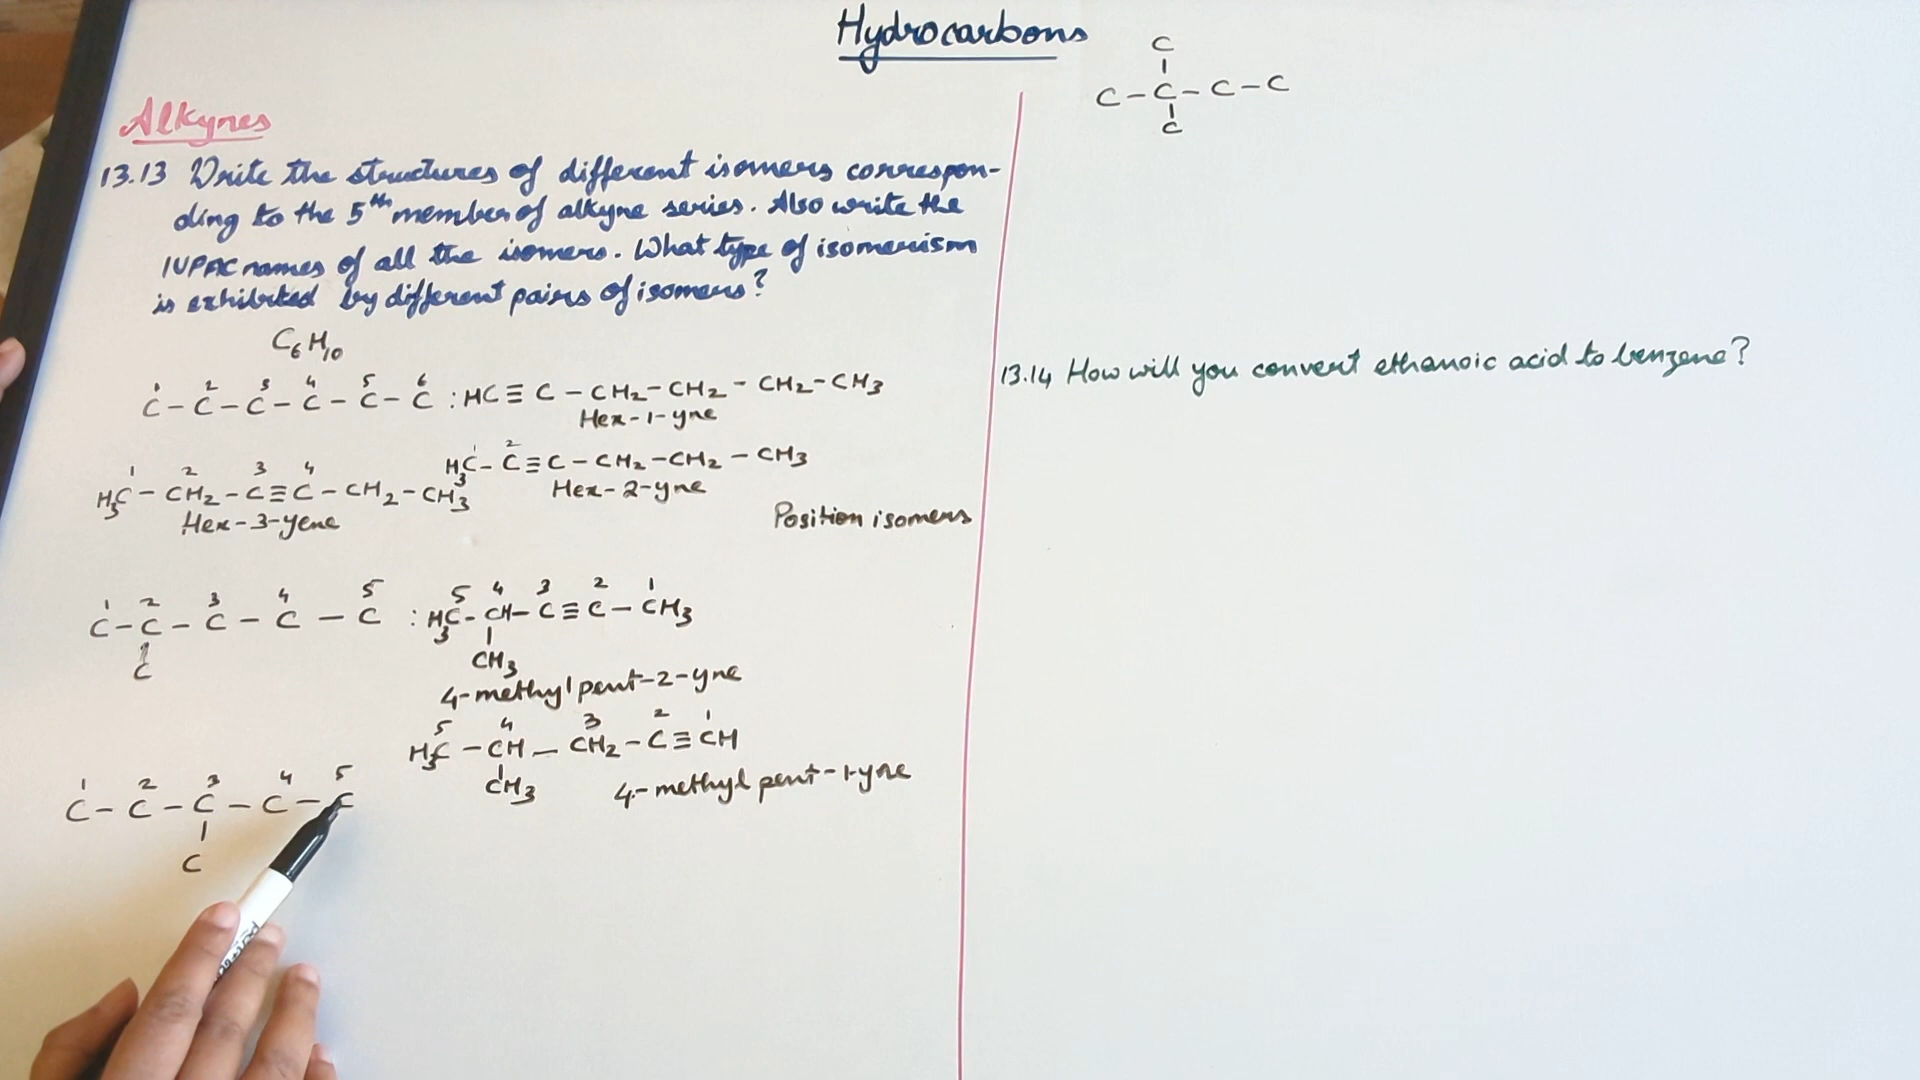 Hydrocarbons
Alkynes
13.13 Write the structures of different isomers correspon-
ding to the 5th member of alkyne series. Also write the
IUPAC names of all the isomers. What type of isomerism
is exhibited by different pairs of isomers?
C6H10
1 2 3 4 5 6
C-C-C-C-C-C : HC≡C-CH2-CH2-CH2-CH3
Hex-1-yne
1 2
H3C-C≡C-CH2-CH2-CH3
Hex-2-yne
1 2 3 4
H3C-CH2-C≡C-CH2-CH3
Hex-3-yene
Position isomers
1 2 3 4 5
C-C-C-C-C
C
: 5 4 3 2 1
H3C-CH-C≡C-CH3
CH3
4-methyl pent-2-yne
5 4 3 2 1
H3C-CH-CH2-C≡CH
CH3
4-methyl pent-1-yne
1 2 3 4 5
C-C-C-C-C
C
C
C-C-C-C
C
13.14 How will you convert ethanoic acid to benzene?